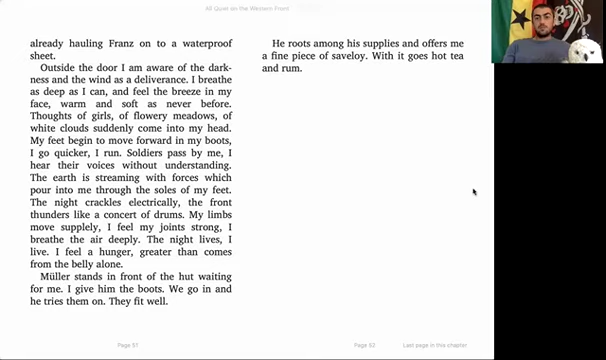 All Quiet on the Western Front
already hauling Franz on to a waterproof
sheet.
Outside the door I am aware of the dark-
ness and the wind as a deliverance. I breathe
as deep as I can, and feel the breeze in my
face, warm and soft as never before.
Thoughts of girls, of flowery meadows, of
white clouds suddenly come into my head.
My feet begin to move forward in my boots,
I go quicker, I run. Soldiers pass by me, I
hear their voices without understanding.
The earth is streaming with forces which
pour into me through the soles of my feet.
The night crackles electrically, the front
thunders like a concert of drums. My limbs
move supplely, I feel my joints strong, I
breathe the air deeply. The night lives, I
live. I feel a hunger, greater than comes
from the belly alone.
Müller stands in front of the hut waiting
for me. I give him the boots. We go in and
he tries them on. They fit well.
Page 51
He roots among his supplies and offers me
a fine piece of saveloy. With it goes hot tea
and rum.
Page 52
Last page in this chapter